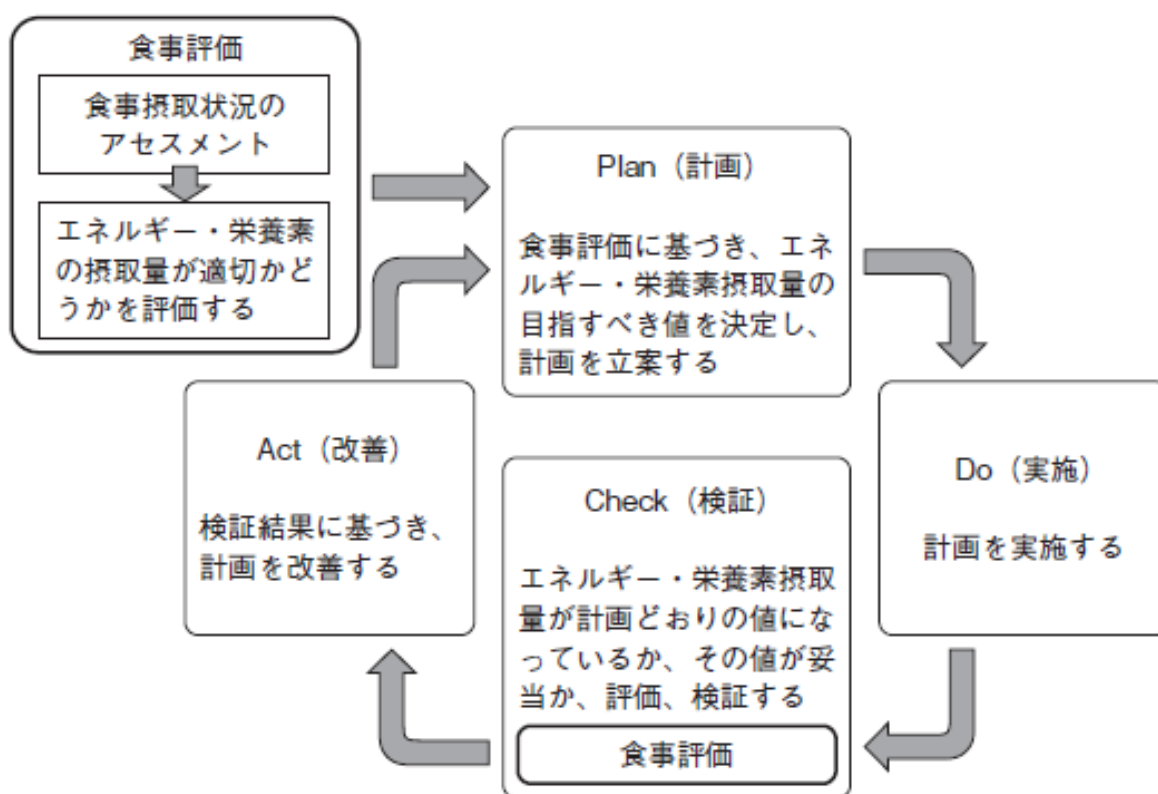 食事評価
食事摂取状況の
アセスメント
エネルギー・栄養素
の摂取量が適切かど
うかを評価する
Plan（計画）
食事評価に基づき、エネ
ルギー・栄養素摂取量の
目指すべき値を決定し、
計画を立案する
Do（実施）
計画を実施する
Check（検証）
エネルギー・栄養素摂取
量が計画どおりの値にな
っているか、その値が妥
当か、評価、検証する
食事評価
Act（改善）
検証結果に基づき、
計画を改善する